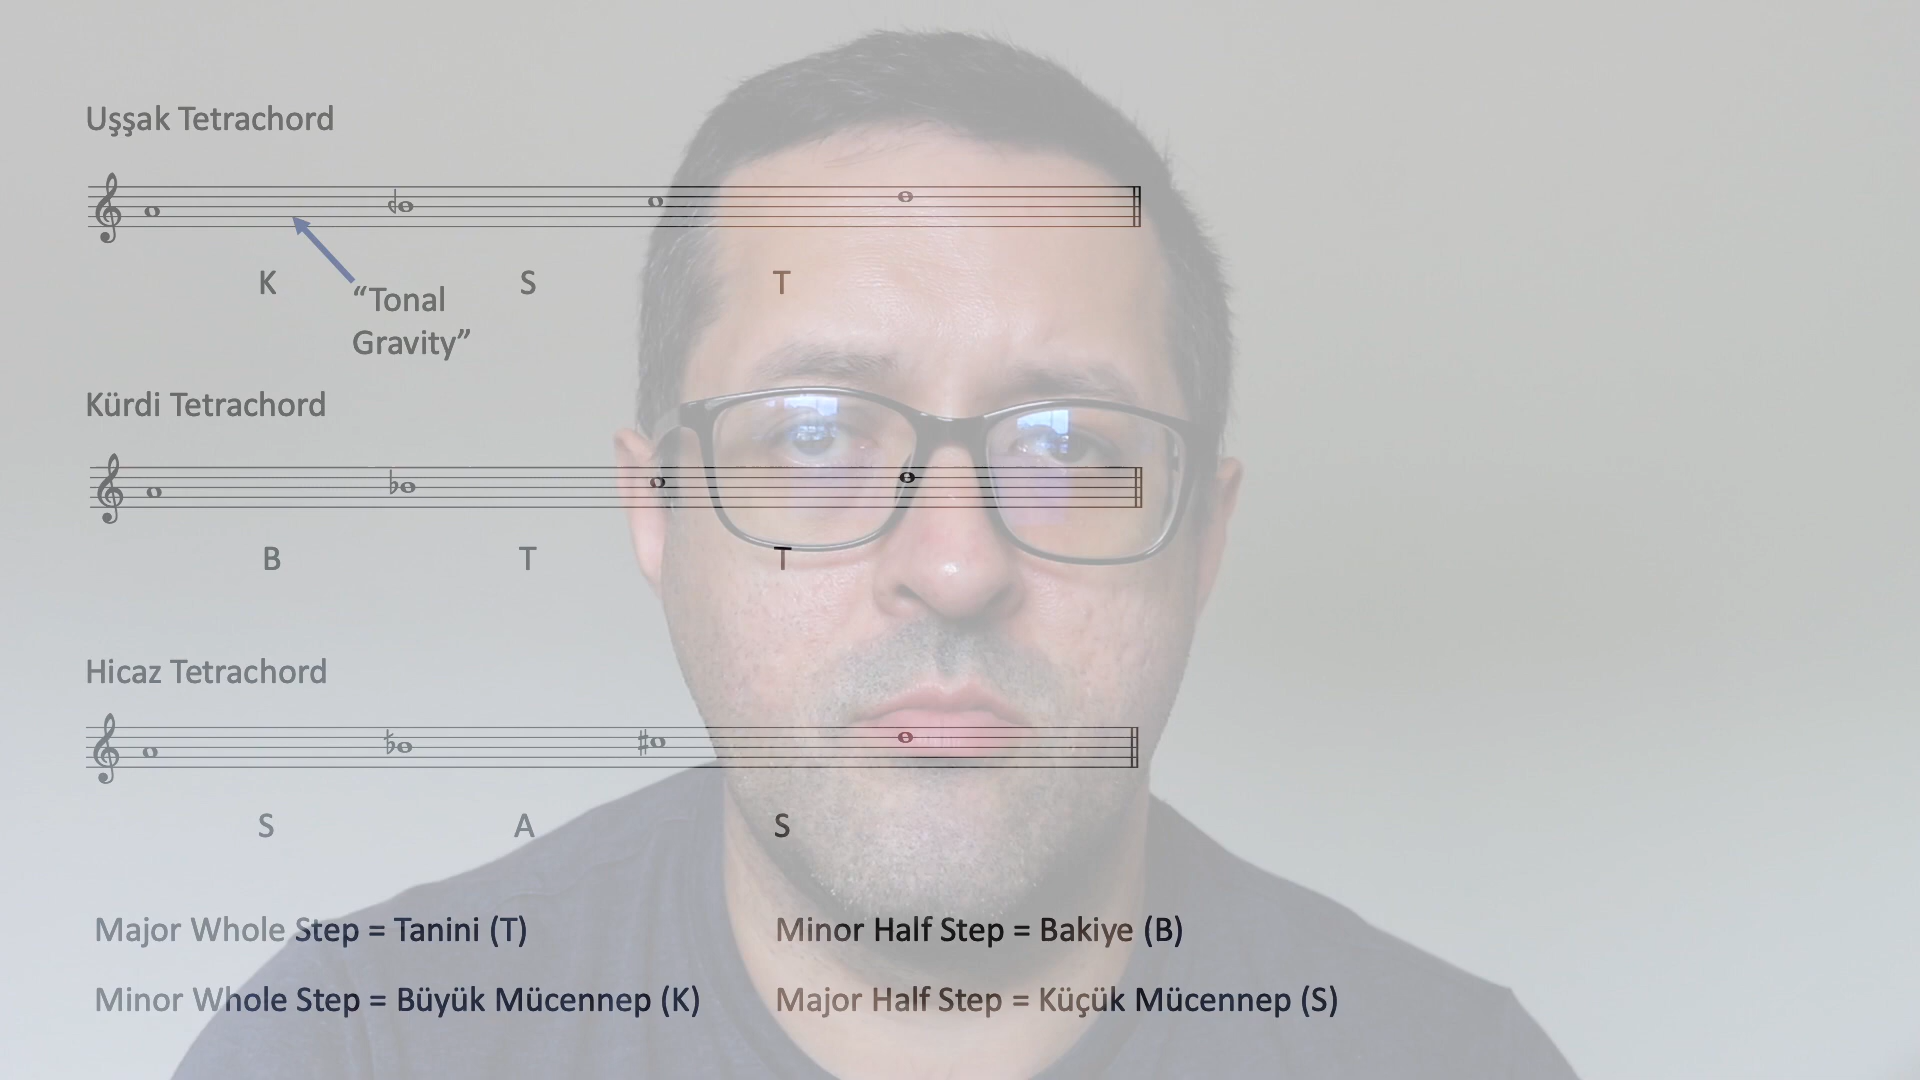 Uşşak Tetrachord
K
S
T
“Tonal
Gravity”
Kürdi Tetrachord
B
T
T
Hicaz Tetrachord
S
A
S
Major Whole Step = Tanini (T)
Minor Half Step = Bakiye (B)
Minor Whole Step = Büyük Mücennep (K)
Major Half Step = Küçük Mücennep (S)